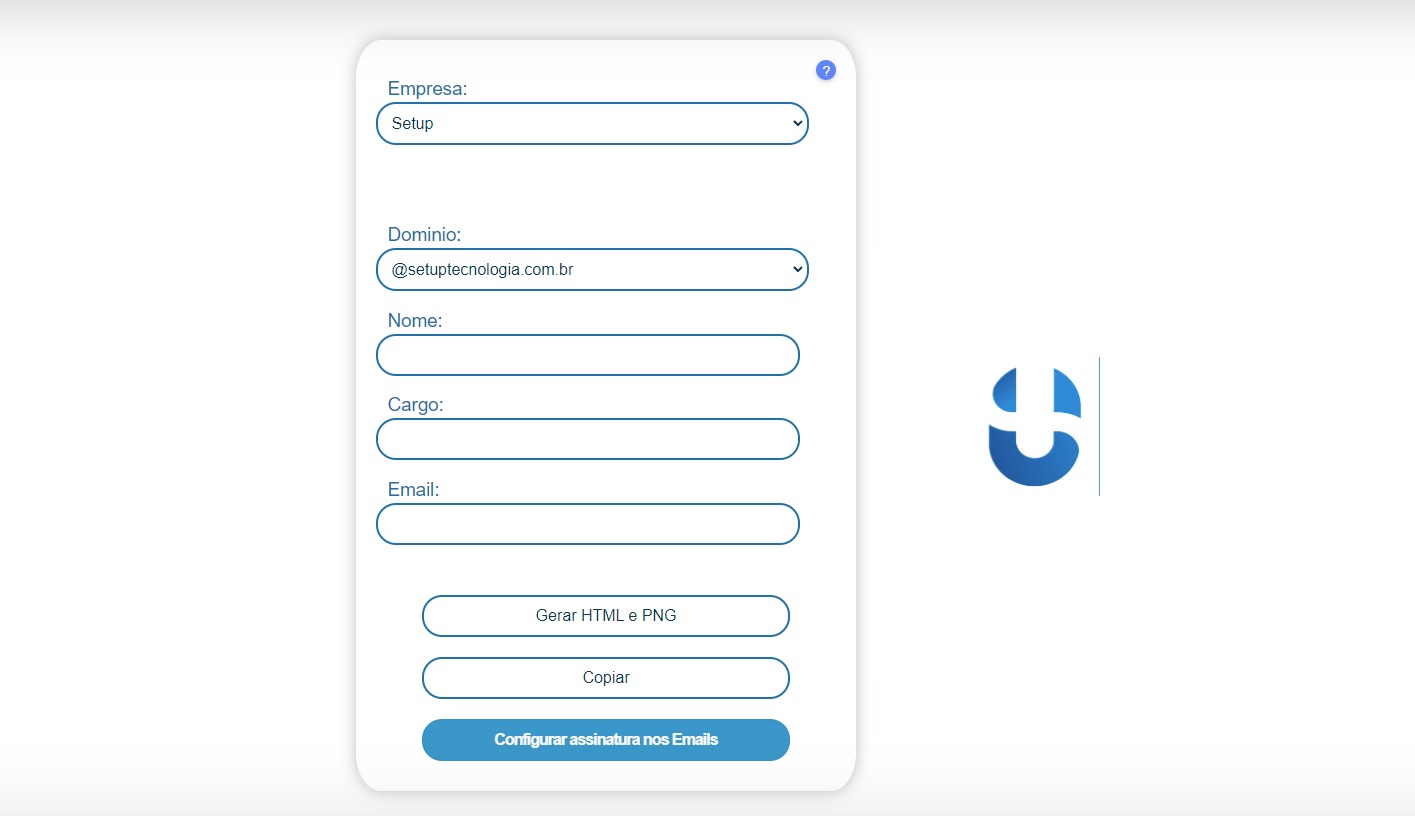 ?
Empresa:
Setup
Dominio:
@setuptecnologia.com.br
Nome:
Cargo:
Email:
Gerar HTML e PNG
Copiar
Configurar assinatura nos Emails